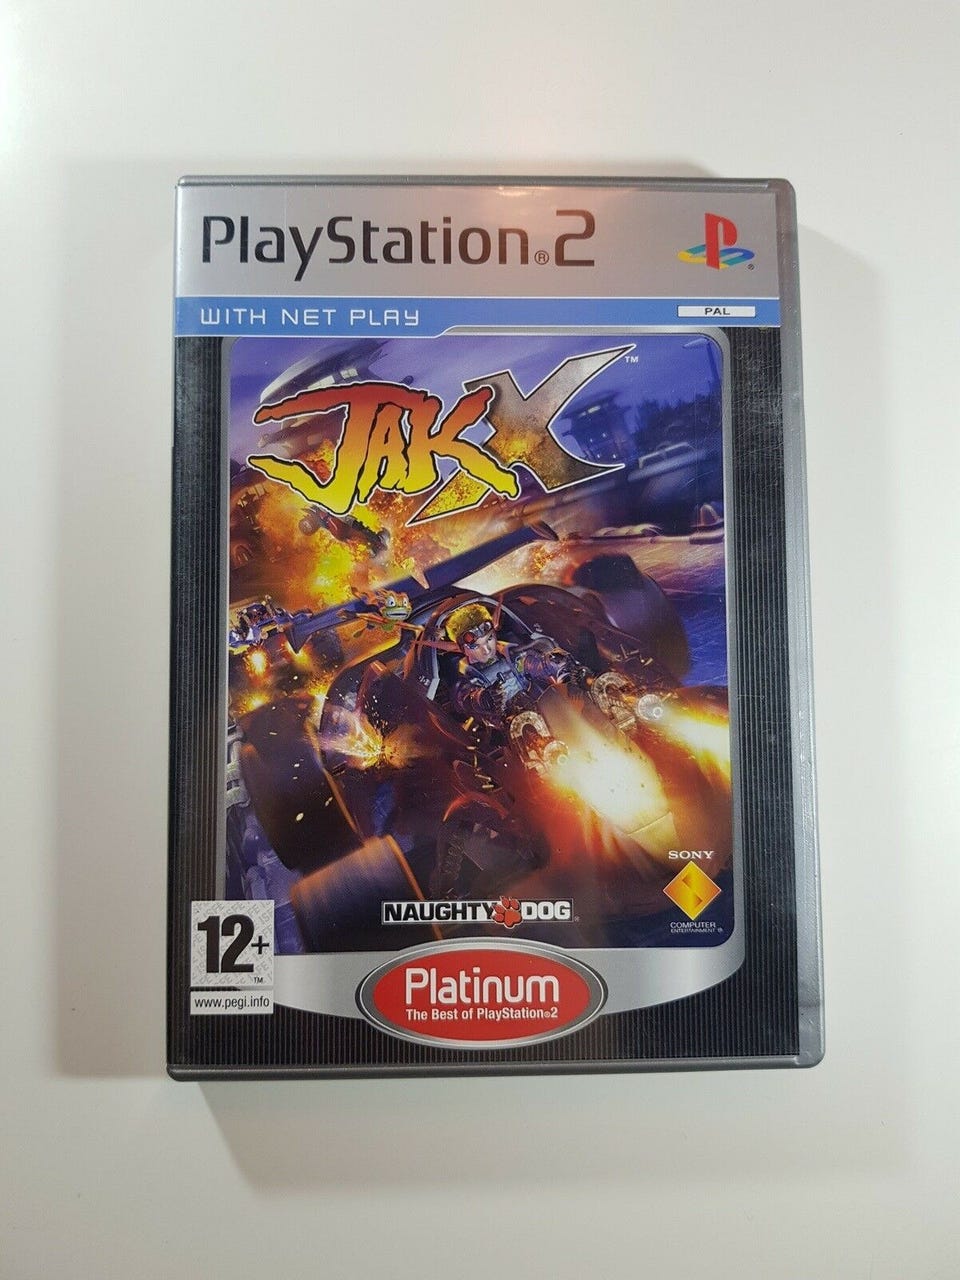 PlayStation®2
WITH NET PLAY
PAL
JAK X™
SONY
COMPUTER
ENTERTAINMENT®
NAUGHTY DOG®
12+™
www.pegi.info
Platinum
The Best of PlayStation®2